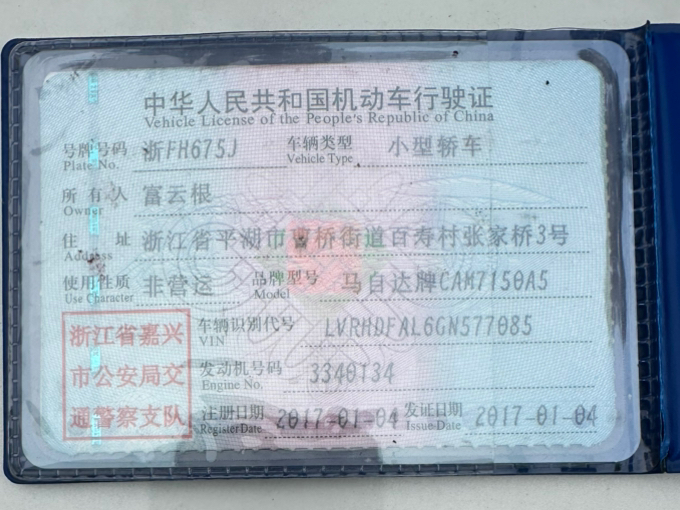 中华人民共和国机动车行驶证
Vehicle License of the People's Republic of China
号牌号码 浙FH675J 车辆类型 小型轿车
Plate No. Vehicle Type
所有人 富云根
Owner
住址 浙江省平湖市曹桥街道百寿村张家桥3号
Address
使用性质 非营运 品牌型号 马自达牌CAM7150A5
Use Character Model
浙江省嘉兴
市公安局交
通警察支队
车辆识别代号 LVRHDFAL6GN577085
VIN
发动机号码 3340134
Engine No.
注册日期 2017-01-04 发证日期 2017-01-04
Register Date Issue Date